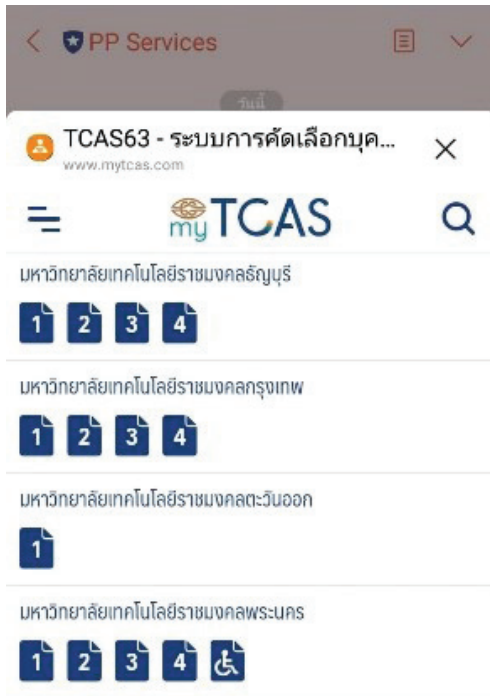 PP Services
วันนี้
TCAS63 - ระบบการคัดเลือกบุค...
www.mytcas.com
myTCAS
มหาวิทยาลัยเทคโนโลยีราชมงคลธัญบุรี
1 2 3 4
มหาวิทยาลัยเทคโนโลยีราชมงคลกรุงเทพ
1 2 3 4
มหาวิทยาลัยเทคโนโลยีราชมงคลตะวันออก
1
มหาวิทยาลัยเทคโนโลยีราชมงคลพระนคร
1 2 3 4